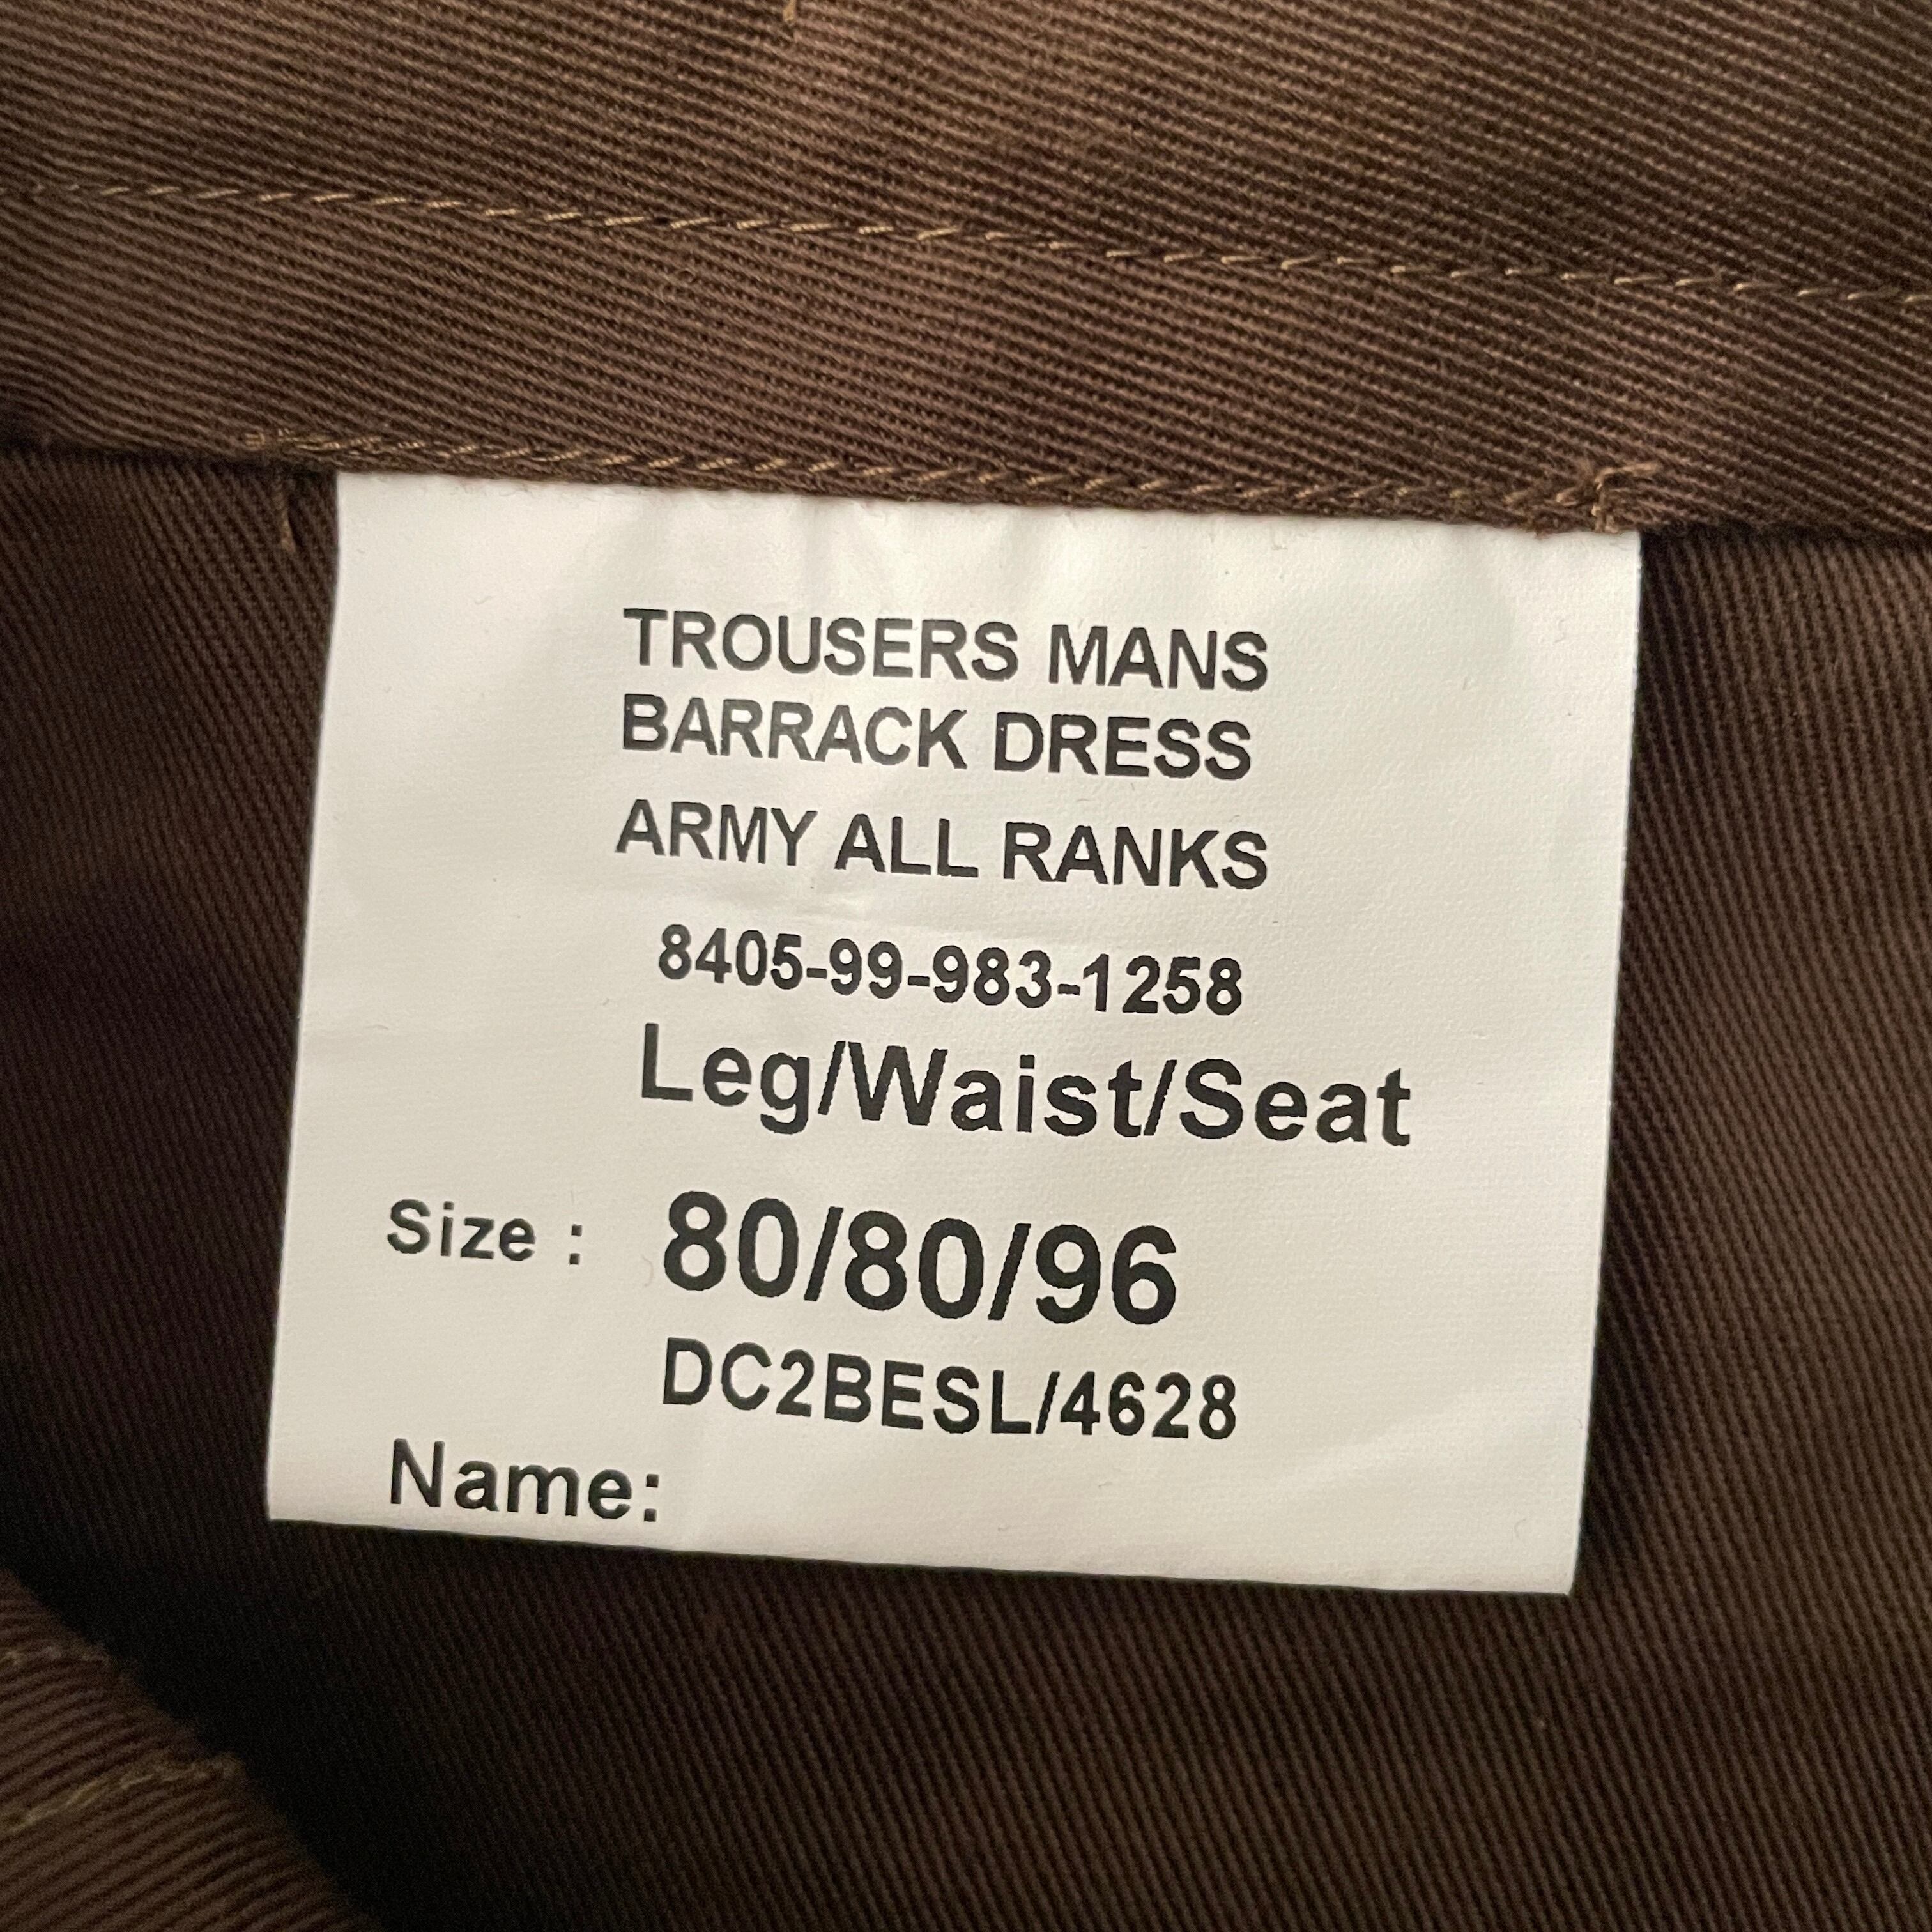 TROUSERS MANS
BARRACK DRESS
ARMY ALL RANKS
8405-99-983-1258
Leg/Waist/Seat
Size : 80/80/96
DC2BESL/4628
Name: